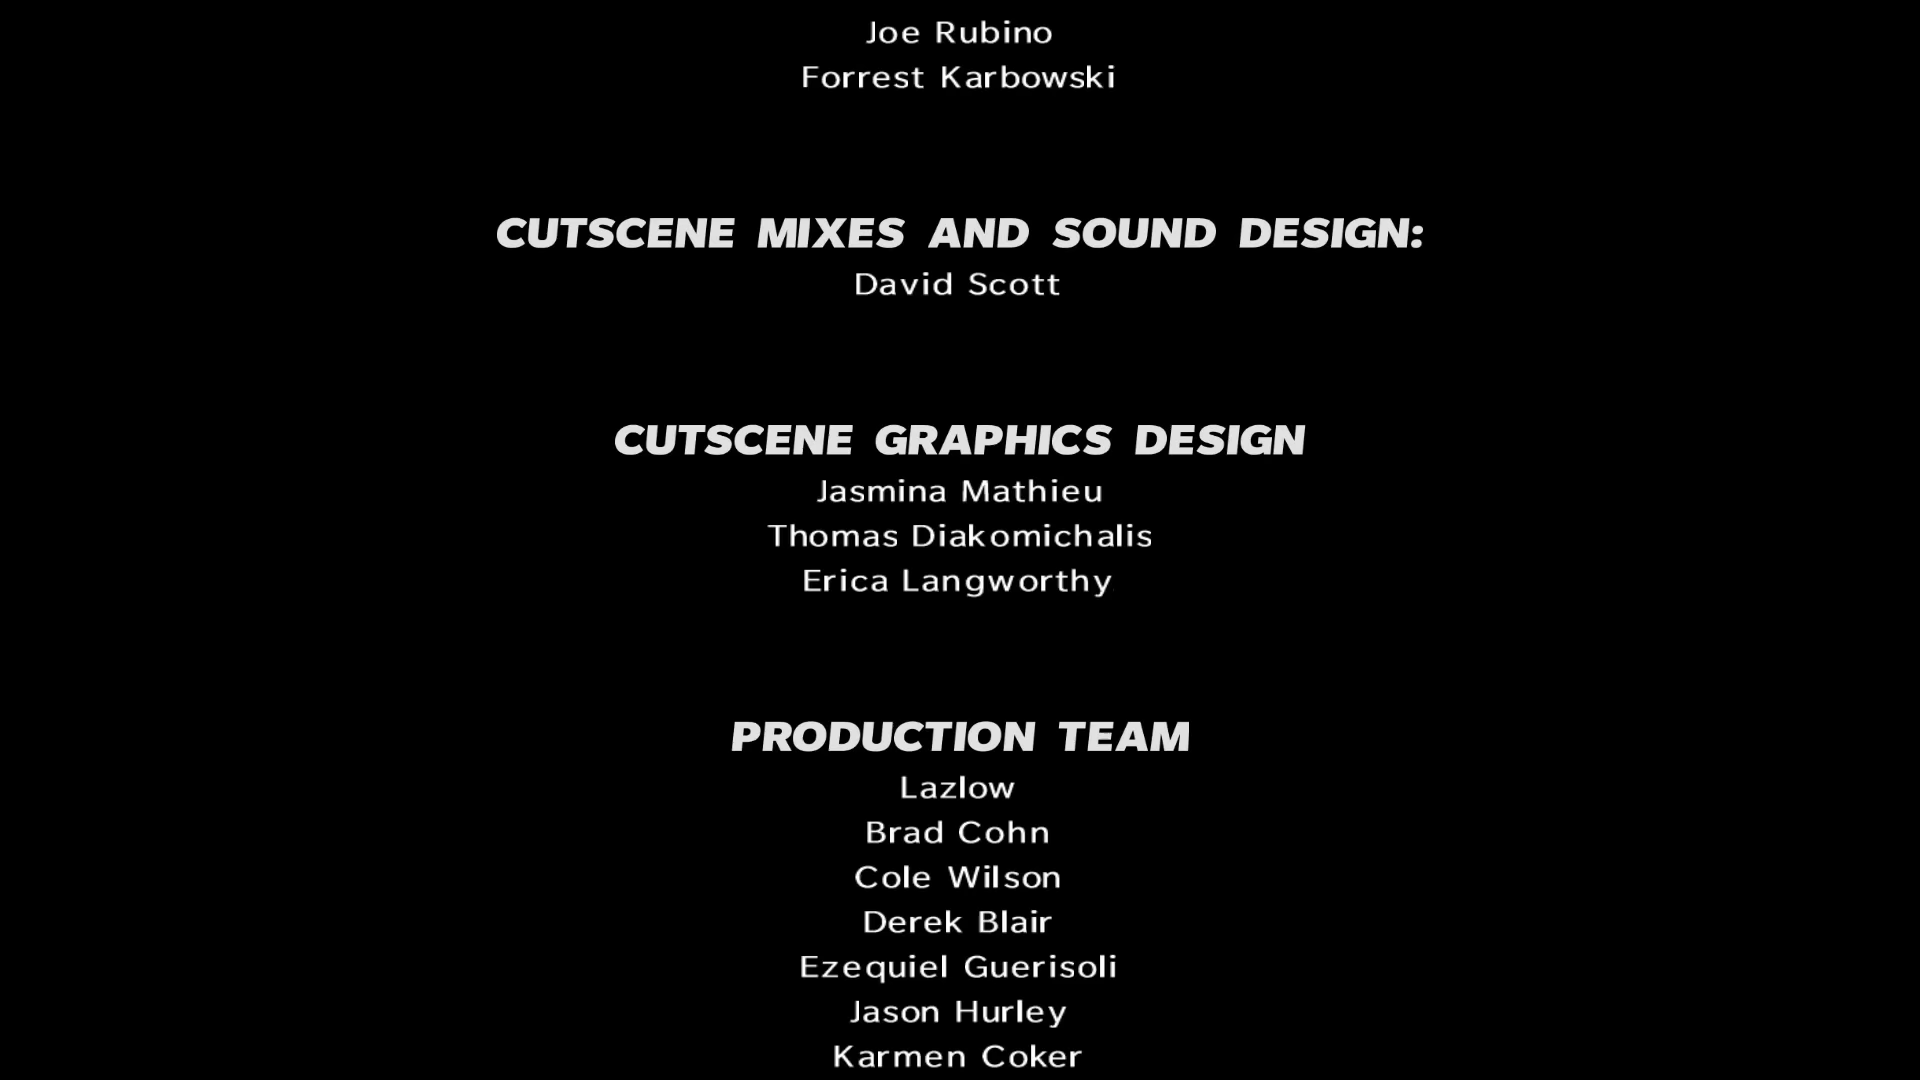 Joe Rubino
Forrest Karbowski
CUTSCENE MIXES AND SOUND DESIGN:
David Scott
CUTSCENE GRAPHICS DESIGN
Jasmina Mathieu
Thomas Diakomichalis
Erica Langworthy
PRODUCTION TEAM
Lazlow
Brad Cohn
Cole Wilson
Derek Blair
Ezequiel Guerisoli
Jason Hurley
Karmen Coker